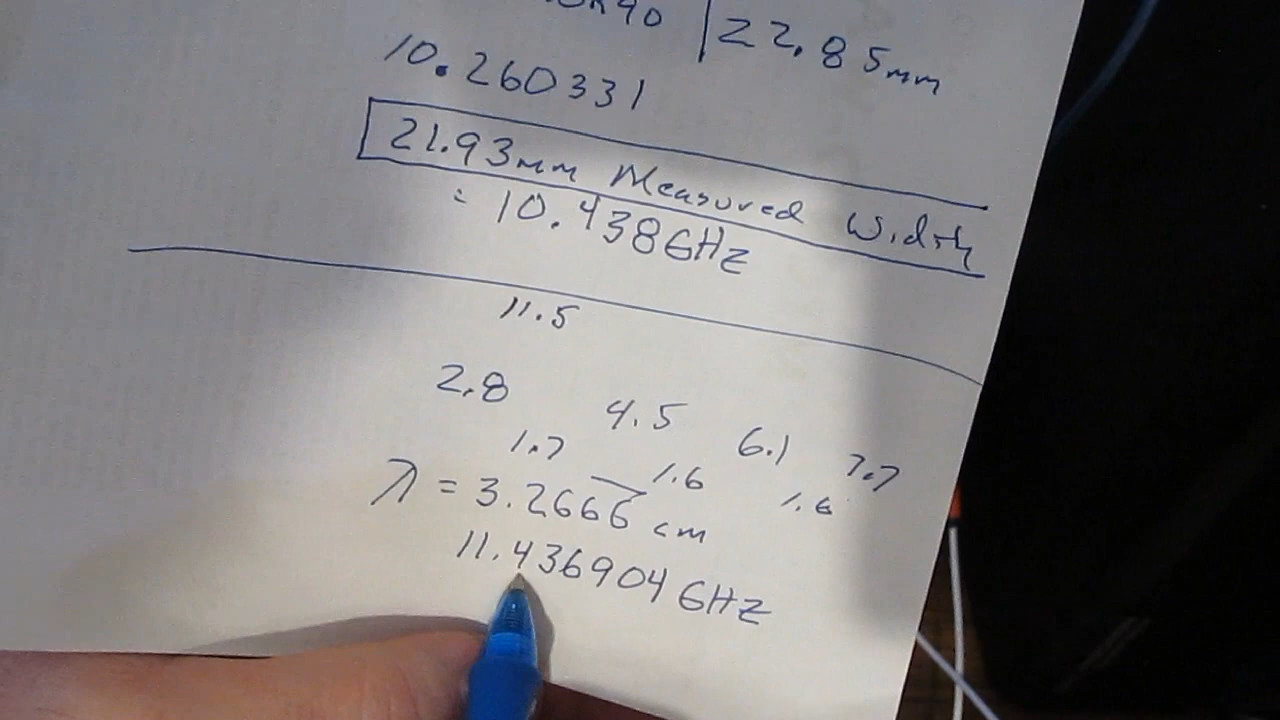 22.85mm
10.260331
21.93mm Measured Width
: 10.438GHz
11.5
2.8 4.5 6.1 7.7
1.7 1.6 1.6
λ = 3.2666 cm
11.436904 GHz